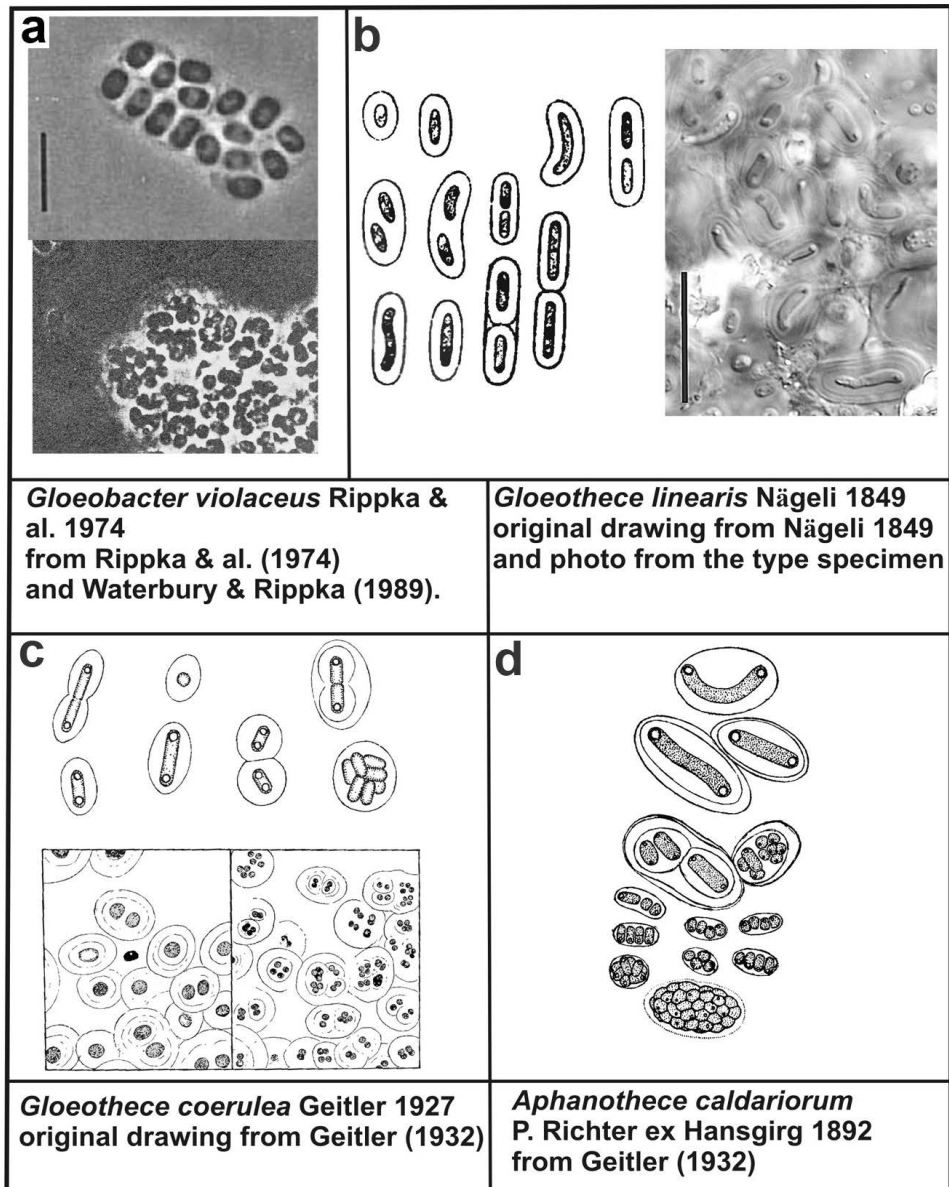 a
b
Gloeobacter violaceus Rippka &
al. 1974
from Rippka & al. (1974)
and Waterbury & Rippka (1989).
Gloeothece linearis Nägeli 1849
original drawing from Nägeli 1849
and photo from the type specimen
c
d
Gloeothece coerulea Geitler 1927
original drawing from Geitler (1932)
Aphanothece caldariorum
P. Richter ex Hansgirg 1892
from Geitler (1932)